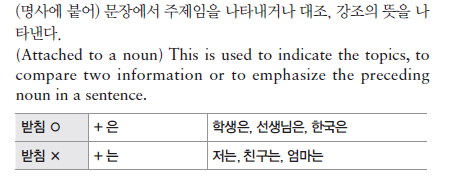 (명사에 붙어) 문장에서 주제임을 나타내거나 대조, 강조의 뜻을 나
타낸다.
(Attached to a noun) This is used to indicate the topics, to
compare two information or to emphasize the preceding
noun in a sentence.
받침 ○ +은 학생은, 선생님은, 한국은
받침 × +는 저는, 친구는, 엄마는